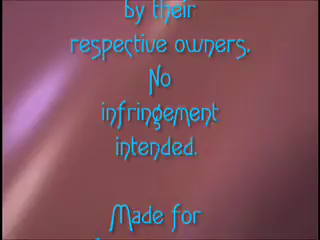 by their
respective owners.
No
infringement
intended.
Made for